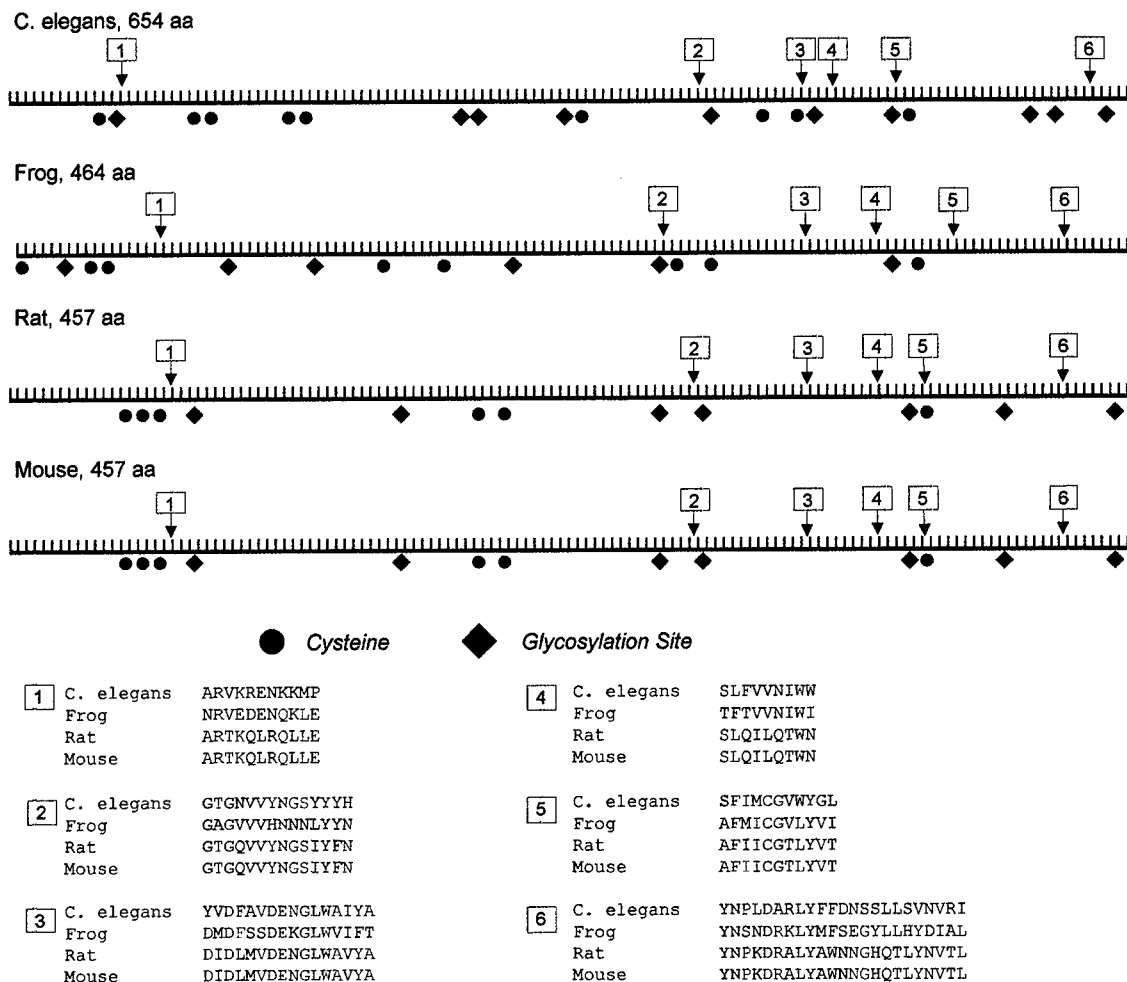 C. elegans, 654 aa
1 2 3 4 5 6
Frog, 464 aa
1 2 3 4 5 6
Rat, 457 aa
1 2 3 4 5 6
Mouse, 457 aa
1 2 3 4 5 6
Cysteine Glycosylation Site
1 C. elegans ARVKRENKKMP
Frog NRVEDENQKLE
Rat ARTKQLRQLLE
Mouse ARTKQLRQLLE
2 C. elegans GTGNVVYNGSYYYH
Frog GAGVVVHNNNLYYN
Rat GTGQVVYNGSIYFN
Mouse GTGQVVYNGSIYFN
3 C. elegans YVDFAVDENGLWAIYA
Frog DMDFSSDEKGLWVIFT
Rat DIDLMVDENGLWAVYA
Mouse DIDLMVDENGLWAVYA
4 C. elegans SLFVVNIWW
Frog TFTVVNIWI
Rat SLQILQTWN
Mouse SLQILQTWN
5 C. elegans SFIMCGVWYGL
Frog AFMICGVLYVI
Rat AFIICGTLYVT
Mouse AFIICGTLYVT
6 C. elegans YNPLDARLYFFDNSSLLSVNVRI
Frog YNSNDRKLYMFSEGYLLHYDIAL
Rat YNPKDRALYAWNNGHQTLYNVTL
Mouse YNPKDRALYAWNNGHQTLYNVTL